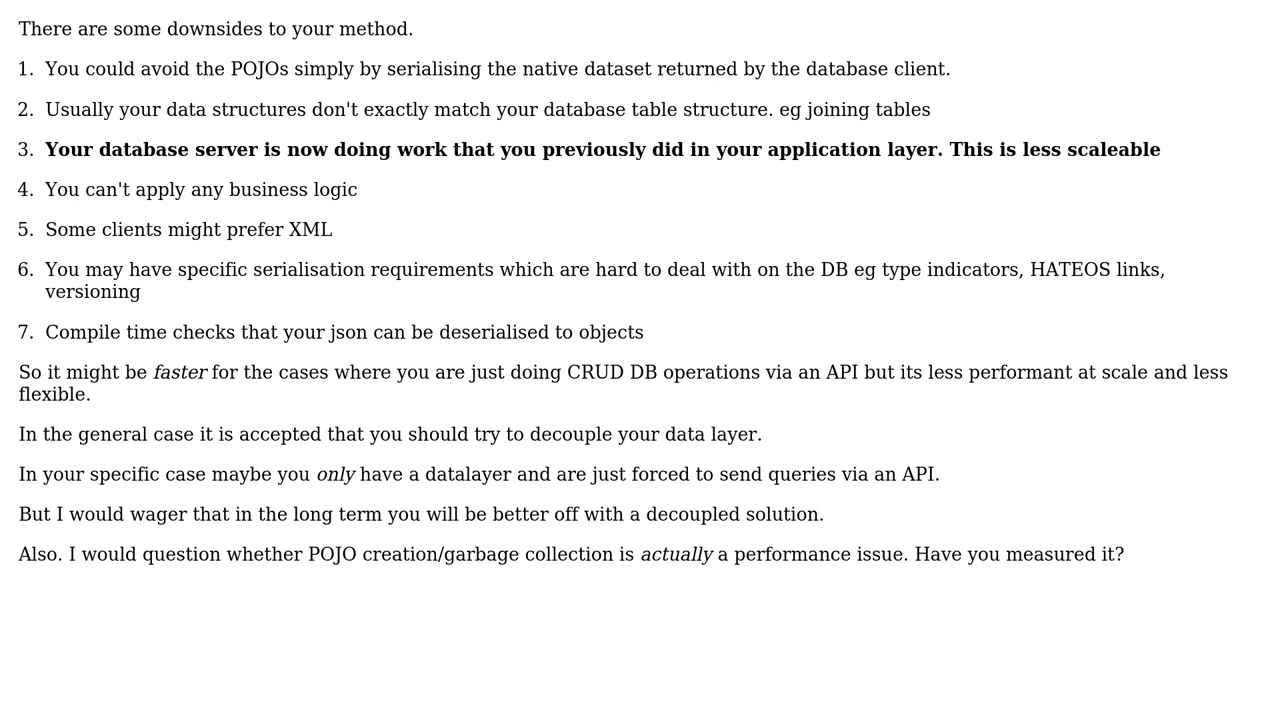 There are some downsides to your method.
1. You could avoid the POJOs simply by serialising the native dataset returned by the database client.
2. Usually your data structures don't exactly match your database table structure. eg joining tables
3. Your database server is now doing work that you previously did in your application layer. This is less scaleable
4. You can't apply any business logic
5. Some clients might prefer XML
6. You may have specific serialisation requirements which are hard to deal with on the DB eg type indicators, HATEOS links,
versioning
7. Compile time checks that your json can be deserialised to objects
So it might be faster for the cases where you are just doing CRUD DB operations via an API but its less performant at scale and less
flexible.
In the general case it is accepted that you should try to decouple your data layer.
In your specific case maybe you only have a datalayer and are just forced to send queries via an API.
But I would wager that in the long term you will be better off with a decoupled solution.
Also. I would question whether POJO creation/garbage collection is actually a performance issue. Have you measured it?